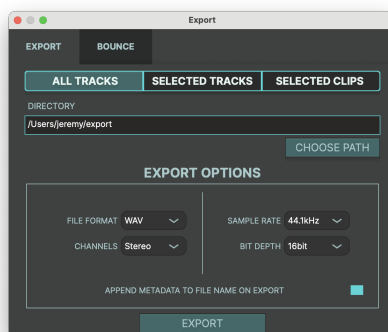 Export
EXPORT BOUNCE
ALL TRACKS SELECTED TRACKS SELECTED CLIPS
DIRECTORY
/Users/jeremy/export
CHOOSE PATH
EXPORT OPTIONS
FILE FORMAT WAV SAMPLE RATE 44.1kHz
CHANNELS Stereo BIT DEPTH 16bit
APPEND METADATA TO FILE NAME ON EXPORT
EXPORT